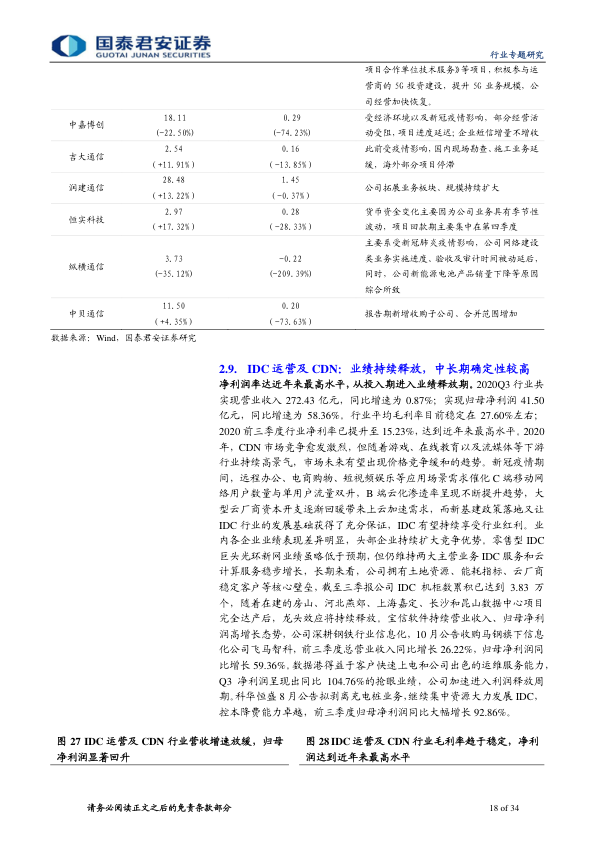 国泰君安证券
GUOTAI JUNAN SECURITIES
行业专题研究
项目合作单位技术服务》等项目，积极参与运
营商的 5G 投资建设，提升 5G 业务规模，公
司经营加快恢复。
中嘉博创
18.11
(-22.50%)
0.29
(-74.23%)
受经济环境以及新冠疫情影响，部分经营活
动受阻，项目进度延迟；企业短信增量不增收
吉大通信
2.54
(+11.91%)
0.16
(-13.85%)
此前受疫情影响，国内现场勘查、施工业务延
缓，海外部分项目停滞
润建通信
28.48
(+13.22%)
1.45
(-0.37%)
公司拓展业务板块、规模持续扩大
恒实科技
2.97
(+17.32%)
0.28
(-28.33%)
货币资金变化主要因为公司业务具有季节性
波动，项目回款期主要集中在第四季度
纵横通信
3.73
(-35.12%)
-0.22
(-209.39%)
主要系受新冠肺炎疫情影响，公司网络建设
类业务实施进度、验收及审计时间被动延后，
同时，公司新能源电池产品销量下降等原因
综合所致
中贝通信
11.50
(+4.35%)
0.20
(-73.63%)
报告期新增收购子公司、合并范围增加
数据来源：Wind，国泰君安证券研究
2.9. IDC 运营及 CDN：业绩持续释放，中长期确定性较高
净利润率达近年来最高水平，从投入期进入业绩释放期。2020Q3 行业共
实现营业收入 272.43 亿元，同比增速为 0.87%；实现归母净利润 41.50
亿元，同比增速为 58.36%。行业平均毛利率目前稳定在 27.60%左右；
2020 前三季度行业净利率已提升至 15.23%，达到近年来最高水平。2020
年，CDN 市场竞争愈发激烈，但随着游戏、在线教育以及流媒体等下游
行业持续高景气，市场未来有望出现价格竞争缓和的趋势。新冠疫情期
间，远程办公、电商购物、短视频娱乐等应用场景需求催化 C 端移动网
络用户数量与单用户流量双升，B 端云化渗透率呈现不断提升趋势，大
型云厂商资本开支逐渐回暖带来上云加速需求，而新基建政策落地又让
IDC 行业的发展基础获得了充分保证，IDC 有望持续享受行业红利。业
内各企业业绩表现差异明显，头部企业持续扩大竞争优势。零售型 IDC
巨头光环新网业绩虽略低于预期，但仍维持两大主营业务 IDC 服务和云
计算服务稳步增长，长期来看，公司拥有土地资源、能耗指标、云厂商
稳定客户等核心壁垒，截至三季报公司 IDC 机柜数累积已达到 3.83 万
个，随着在建的房山、河北燕郊、上海嘉定、长沙和昆山数据中心项目
完全达产后，龙头效应将持续释放。宝信软件持续营业收入、归母净利
润高增长态势，公司深耕钢铁行业信息化，10 月公告收购马钢旗下信息
化公司飞马智科，前三季度总营业收入同比增长 26.22%，归母净利润同
比增长 59.36%。数据港得益于客户快速上电和公司出色的运维服务能力，
Q3 净利润呈现出同比 104.76%的抢眼业绩，公司加速进入利润释放周
期。科华恒盛 8 月公告拟剥离充电桩业务，继续集中资源大力发展 IDC，
控本降费能力卓越，前三季度归母净利润同比大幅增长 92.86%。
图 27 IDC 运营及 CDN 行业营收增速放缓，归母
净利润显著回升
图 28 IDC 运营及 CDN 行业毛利率趋于稳定，净利
润达到近年来最高水平
请务必阅读正文之后的免责条款部分
18 of 34